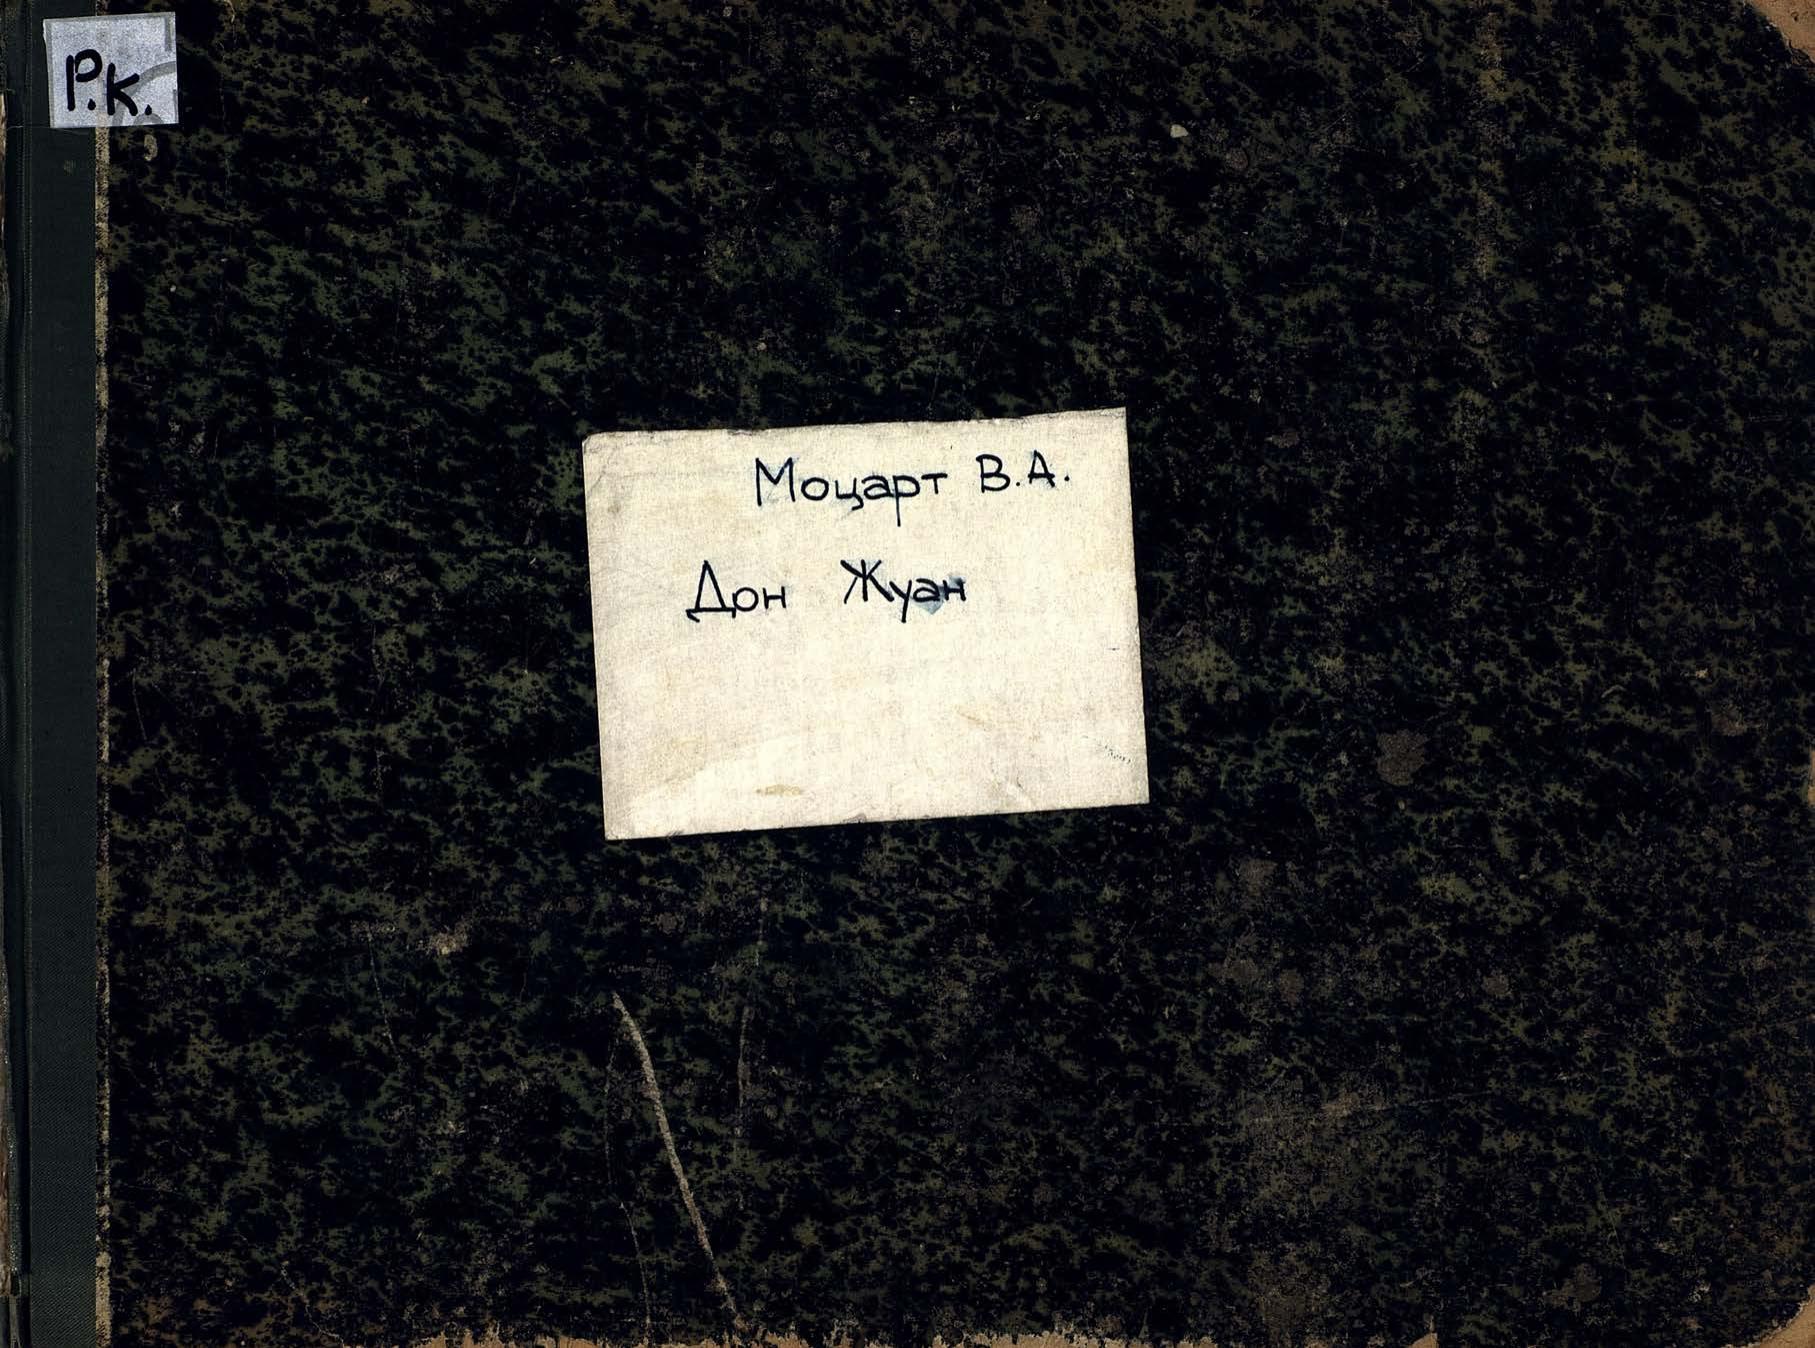 Р.К.
Моцарт В.А.
Дон Жуан